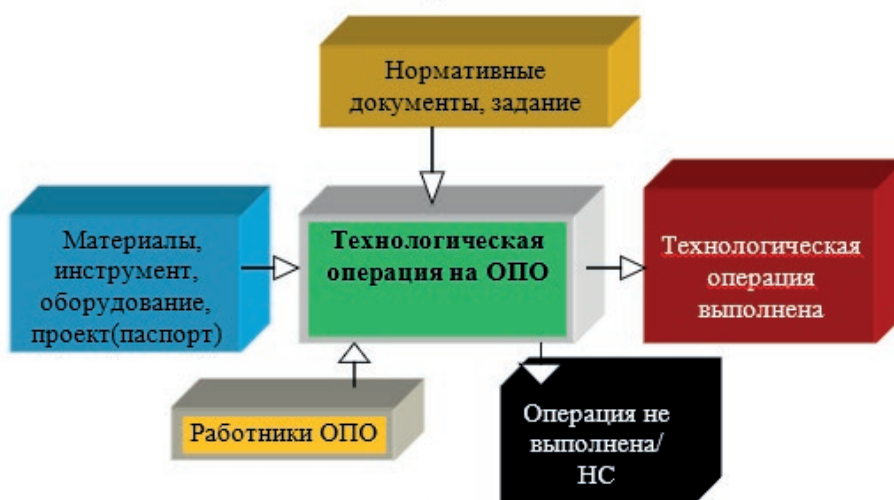 Нормативные
документы, задание
Материалы,
инструмент,
оборудование,
проект(паспорт)
Технологическая
операция на ОПО
Технологическая
операция
выполнена
Работники ОПО
Операция не
выполнена/
НС